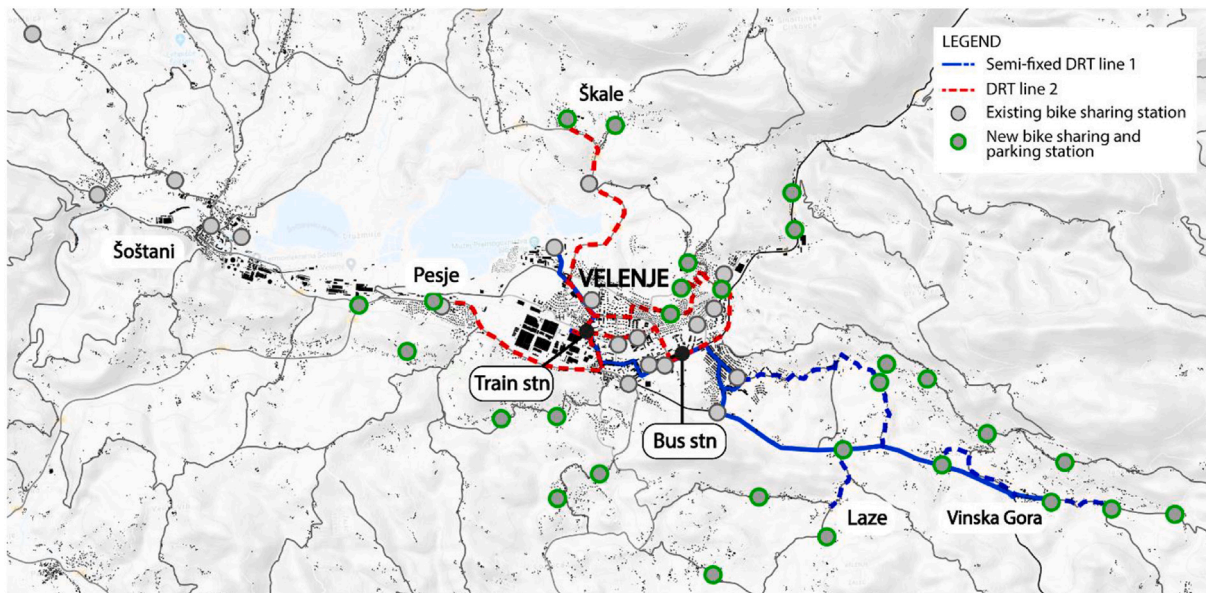 LEGEND
Semi-fixed DRT line 1
DRT line 2
Existing bike sharing station
New bike sharing and
parking station
Škale
Šoštani
Pesje
VELENJE
Train stn
Bus stn
Laze
Vinska Gora